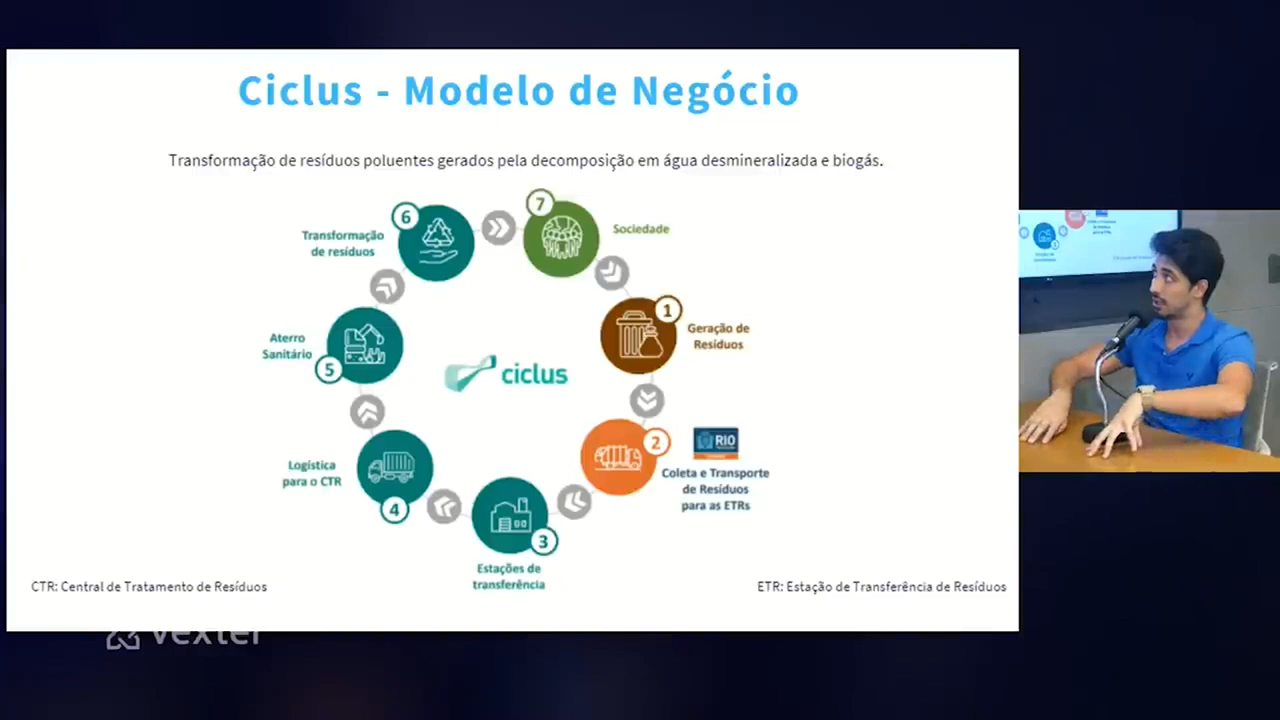 Ciclus - Modelo de Negócio
Transformação de resíduos poluentes gerados pela decomposição em água desmineralizada e biogás.
6
7
Transformação
de resíduos
Sociedade
1
Geração de
Resíduos
Aterro
Sanitário
5
ciclus
2
RIO
Coleta e Transporte
de Resíduos
para as ETRs
Logística
para o CTR
4
3
Estações de
transferência
CTR: Central de Tratamento de Resíduos
ETR: Estação de Transferência de Resíduos
vexter